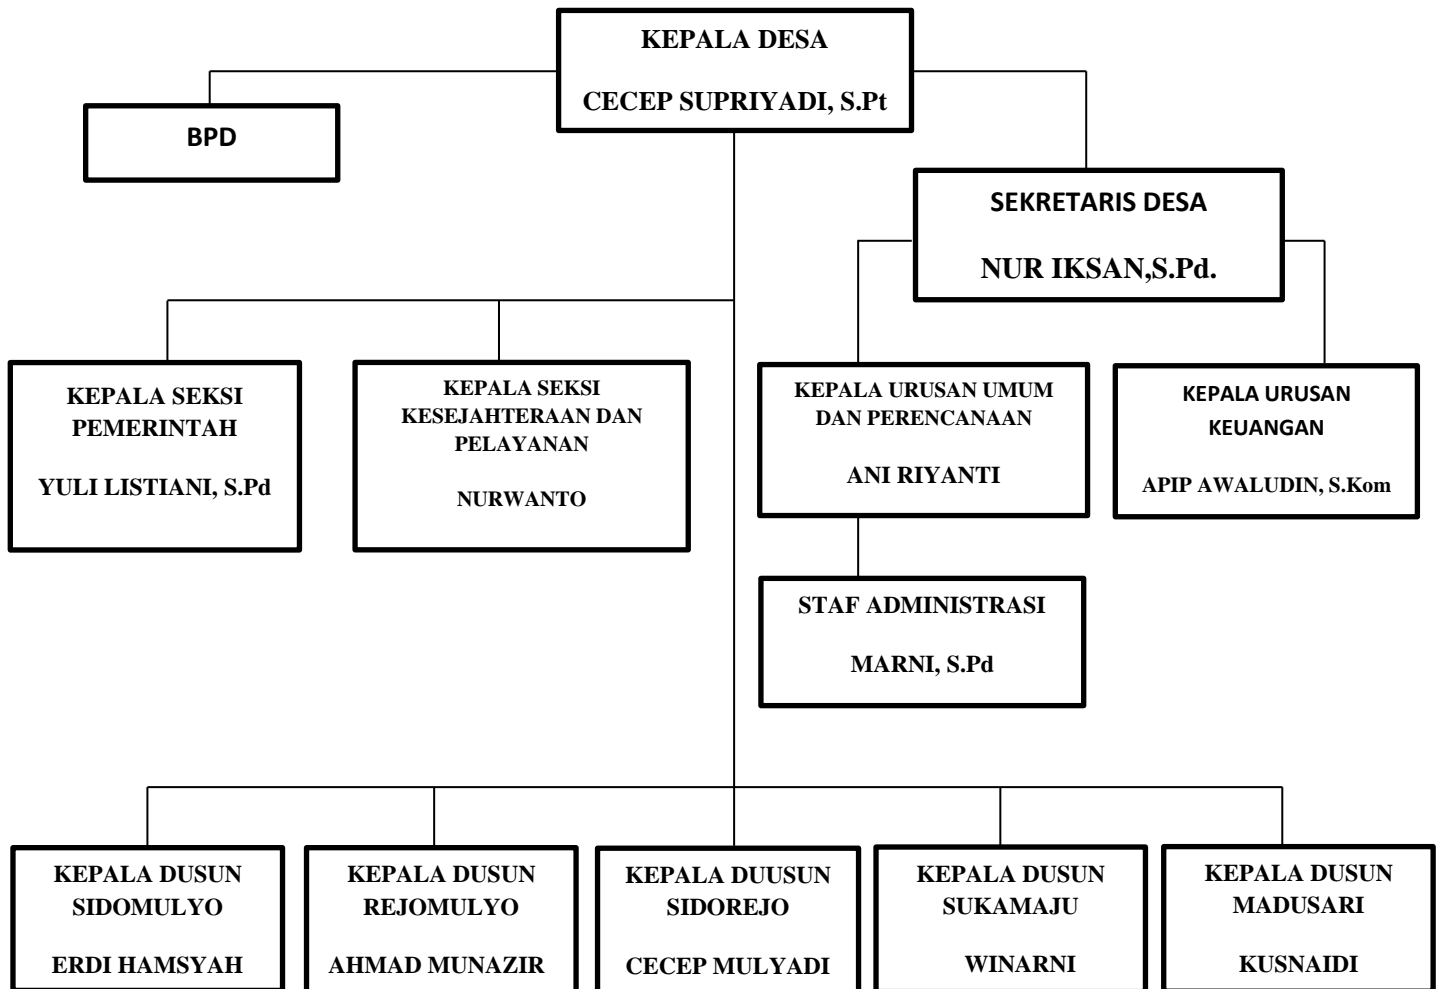 KEPALA DESA
CECEP SUPRIYADI, S.Pt
BPD
SEKRETARIS DESA
NUR IKSAN,S.Pd.
KEPALA SEKSI
PEMERINTAH
YULI LISTIANI, S.Pd
KEPALA SEKSI
KESEJAHTERAAN DAN
PELAYANAN
NURWANTO
KEPALA URUSAN UMUM
DAN PERENCANAAN
ANI RIYANTI
KEPALA URUSAN
KEUANGAN
APIP AWALUDIN, S.Kom
STAF ADMINISTRASI
MARNI, S.Pd
KEPALA DUSUN
SIDOMULYO
ERDI HAMSYAH
KEPALA DUSUN
REJOMULYO
AHMAD MUNAZIR
KEPALA DUUSUN
SIDOREJO
CECEP MULYADI
KEPALA DUSUN
SUKAMAJU
WINARNI
KEPALA DUSUN
MADUSARI
KUSNAIDI